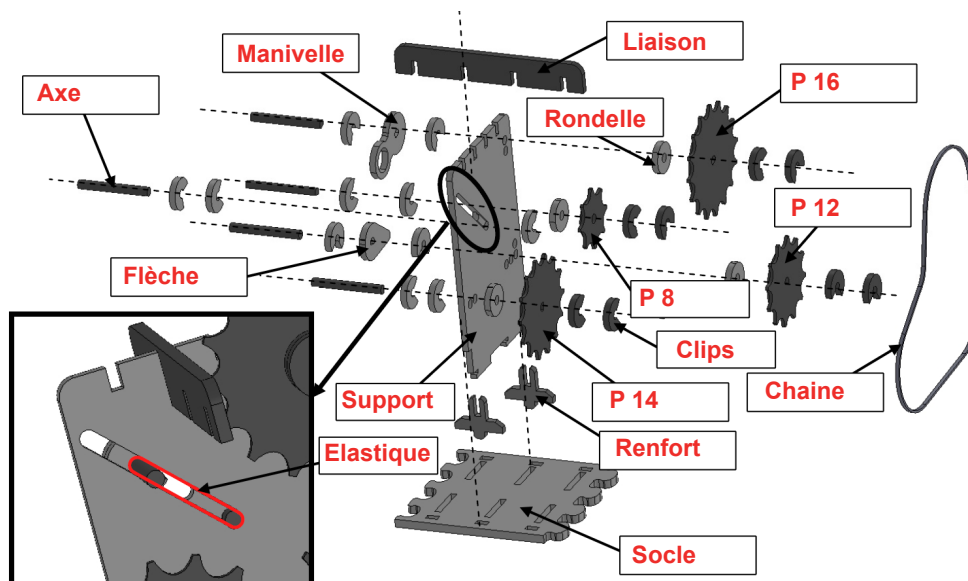 Liaison
Manivelle
P 16
Axe
Rondelle
P 12
Flèche
P 8
Clips
Chaine
Support
P 14
Renfort
Elastique
Socle